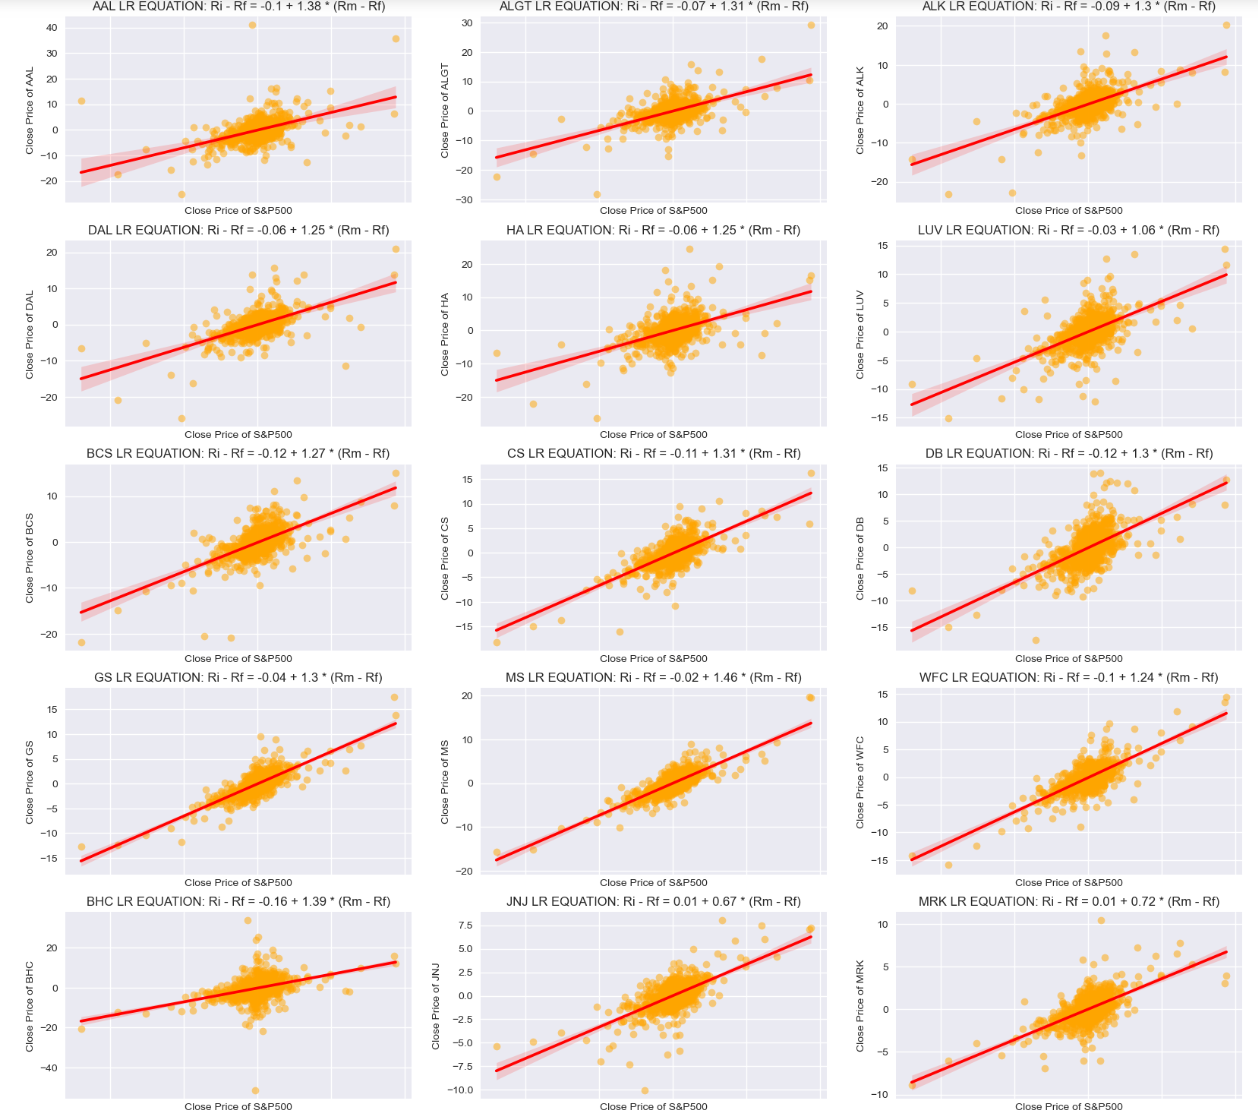 AAL LR EQUATION: Ri - Rf = -0.1 + 1.38 * (Rm - Rf)
40
30
20
10
0
−10
−20
Close Price of AAL
Close Price of S&P500
ALGT LR EQUATION: Ri - Rf = -0.07 + 1.31 * (Rm - Rf)
30
20
10
0
−10
−20
−30
Close Price of ALGT
Close Price of S&P500
ALK LR EQUATION: Ri - Rf = -0.09 + 1.3 * (Rm - Rf)
20
10
0
−10
−20
Close Price of ALK
Close Price of S&P500
DAL LR EQUATION: Ri - Rf = -0.06 + 1.25 * (Rm - Rf)
20
10
0
−10
−20
Close Price of DAL
Close Price of S&P500
HA LR EQUATION: Ri - Rf = -0.06 + 1.25 * (Rm - Rf)
20
10
0
−10
−20
Close Price of HA
Close Price of S&P500
LUV LR EQUATION: Ri - Rf = -0.03 + 1.06 * (Rm - Rf)
15
10
5
0
−5
−10
−15
Close Price of LUV
Close Price of S&P500
BCS LR EQUATION: Ri - Rf = -0.12 + 1.27 * (Rm - Rf)
10
0
−10
−20
Close Price of BCS
Close Price of S&P500
CS LR EQUATION: Ri - Rf = -0.11 + 1.31 * (Rm - Rf)
15
10
5
0
−5
−10
−15
Close Price of CS
Close Price of S&P500
DB LR EQUATION: Ri - Rf = -0.12 + 1.3 * (Rm - Rf)
15
10
5
0
−5
−10
−15
Close Price of DB
Close Price of S&P500
GS LR EQUATION: Ri - Rf = -0.04 + 1.3 * (Rm - Rf)
15
10
5
0
−5
−10
−15
Close Price of GS
Close Price of S&P500
MS LR EQUATION: Ri - Rf = -0.02 + 1.46 * (Rm - Rf)
20
10
0
−10
−20
Close Price of MS
Close Price of S&P500
WFC LR EQUATION: Ri - Rf = -0.1 + 1.24 * (Rm - Rf)
15
10
5
0
−5
−10
−15
Close Price of WFC
Close Price of S&P500
BHC LR EQUATION: Ri - Rf = -0.16 + 1.39 * (Rm - Rf)
20
0
−20
−40
Close Price of BHC
Close Price of S&P500
JNJ LR EQUATION: Ri - Rf = 0.01 + 0.67 * (Rm - Rf)
7.5
5.0
2.5
0.0
−2.5
−5.0
−7.5
−10.0
Close Price of JNJ
Close Price of S&P500
MRK LR EQUATION: Ri - Rf = 0.01 + 0.72 * (Rm - Rf)
10
5
0
−5
−10
Close Price of MRK
Close Price of S&P500